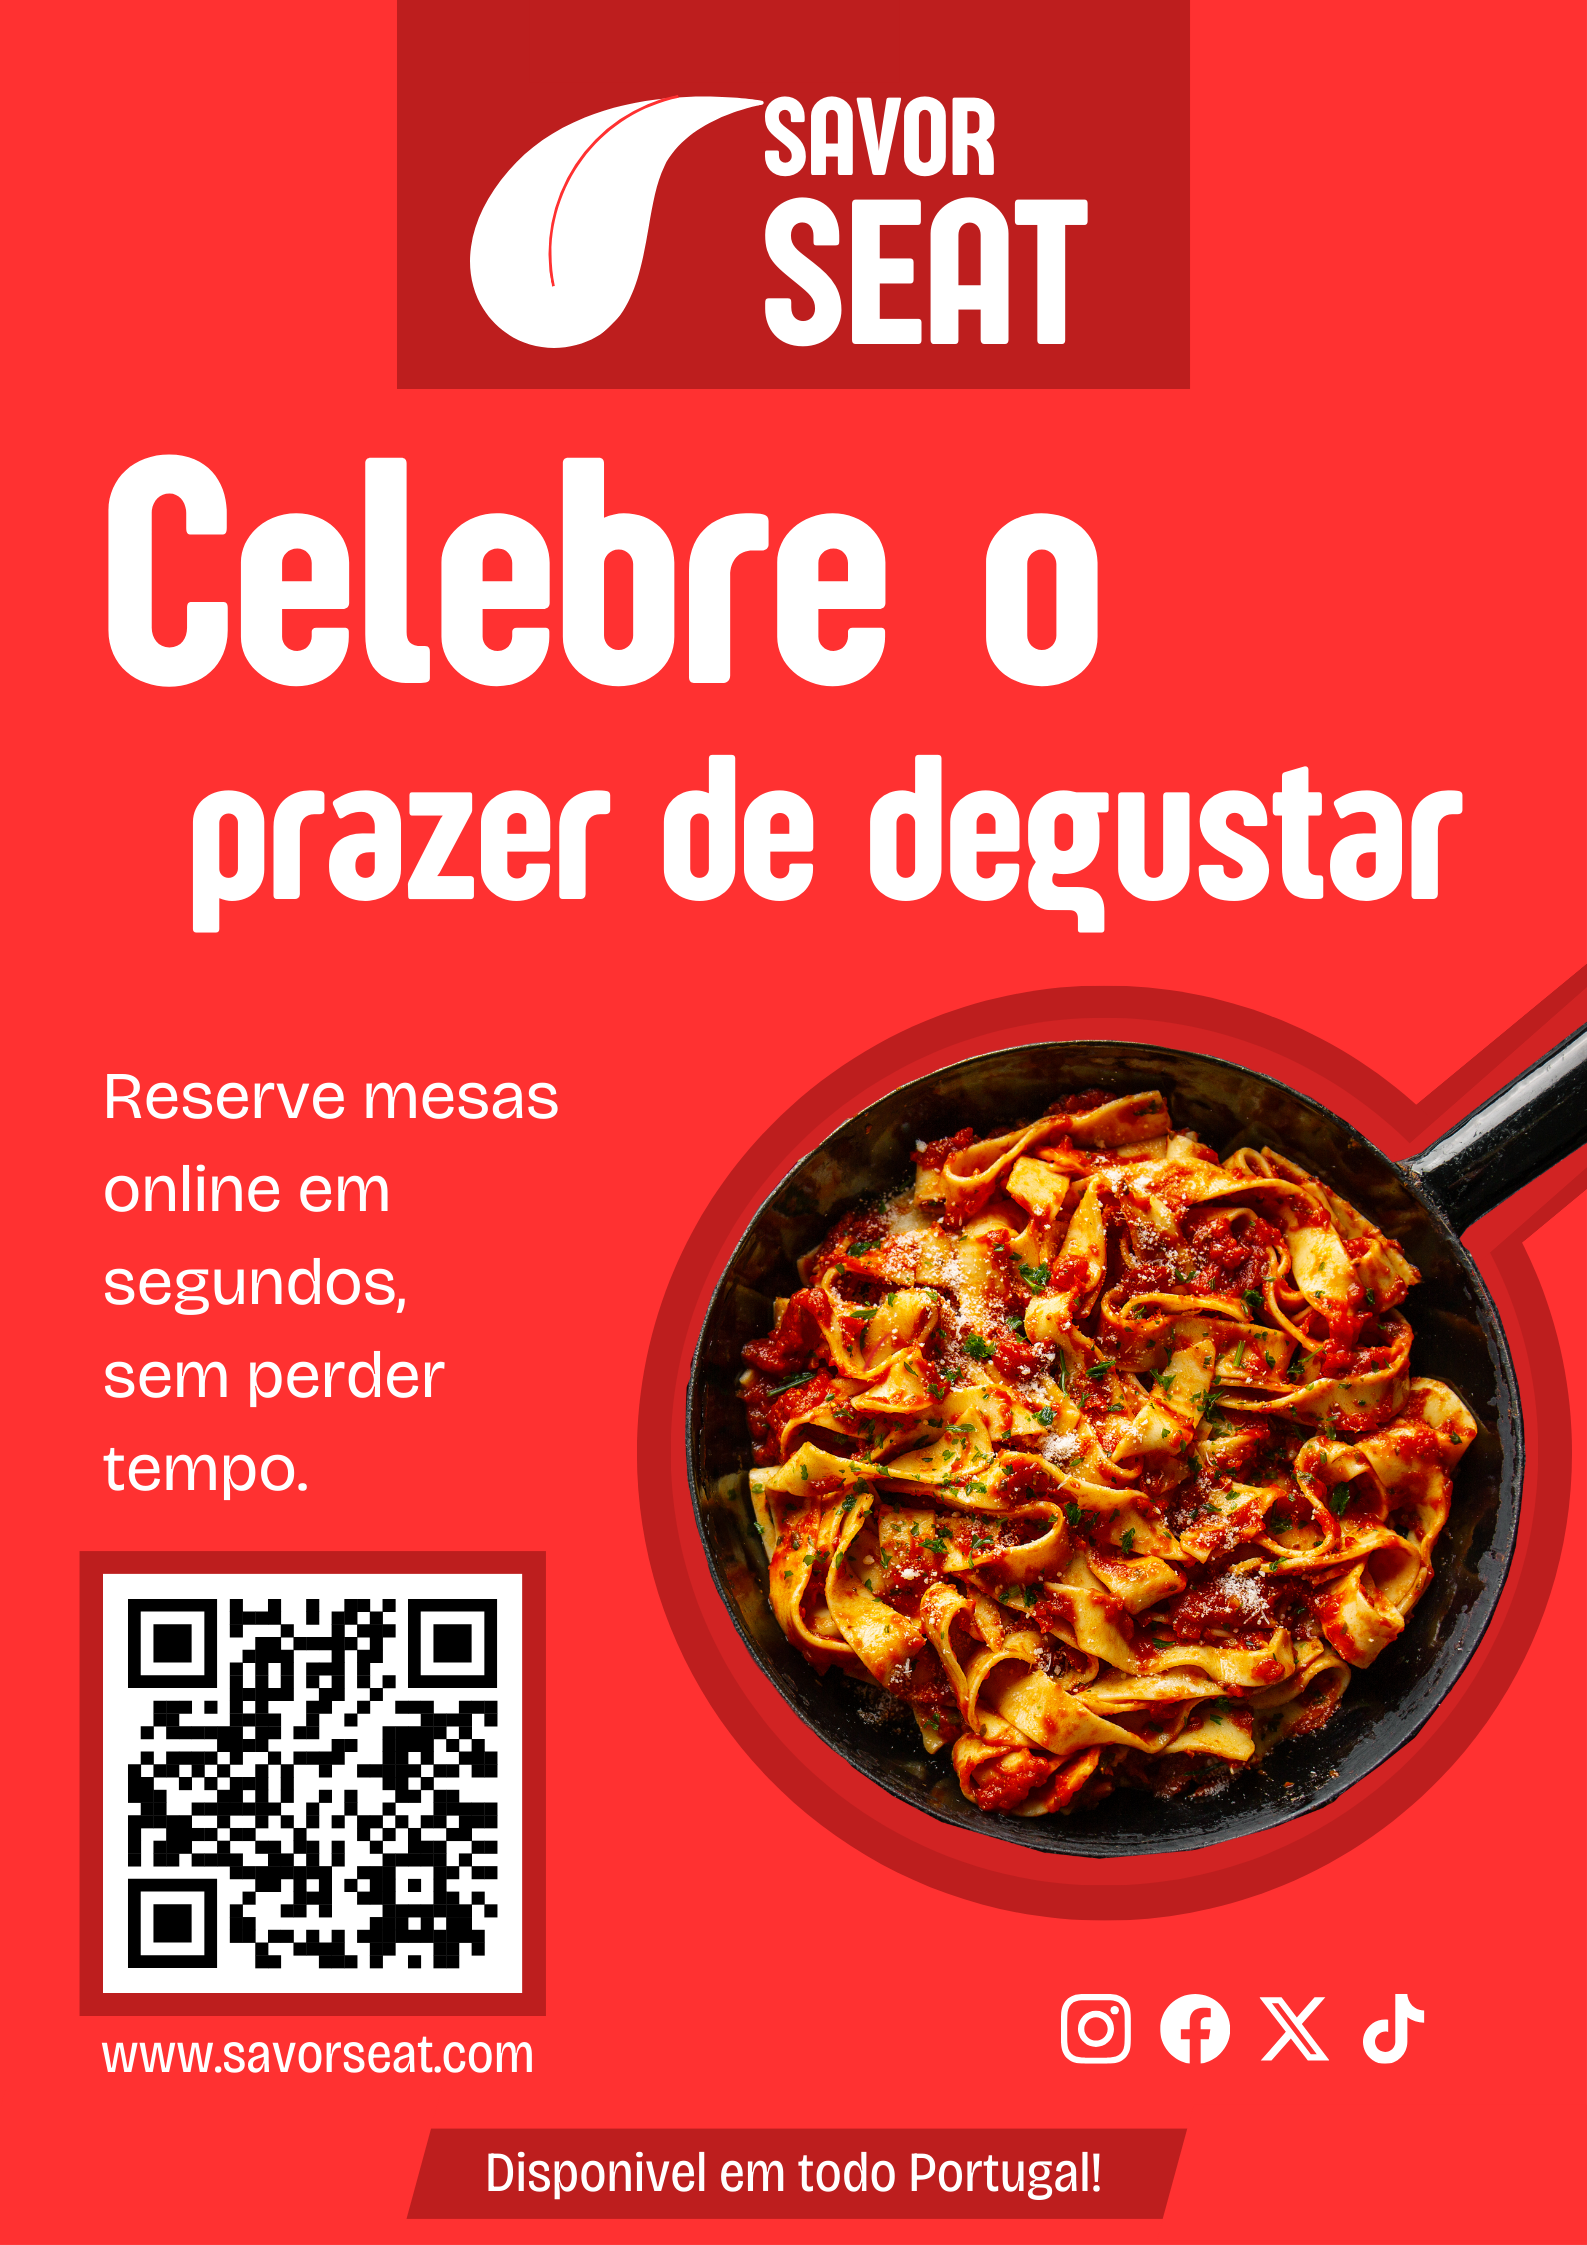 SAVOR
SEAT
Celebre o
prazer de degustar
Reserve mesas
online em
segundos,
sem perder
tempo.
www.savorseat.com
Disponivel em todo Portugal!